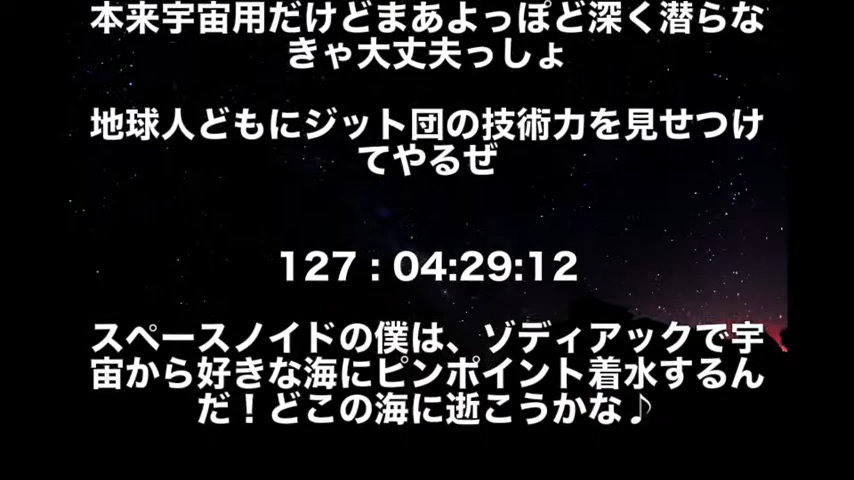 本来宇宙用だけどまあよっぽど深く潜らな
きゃ大丈夫っしょ
地球人どもにジット団の技術力を見せつけ
てやるぜ
127：04:29:12
スペースノイドの僕は、ゾディアックで宇
宙から好きな海にピンポイント着水するん
だ！どこの海に逝こうかな♪